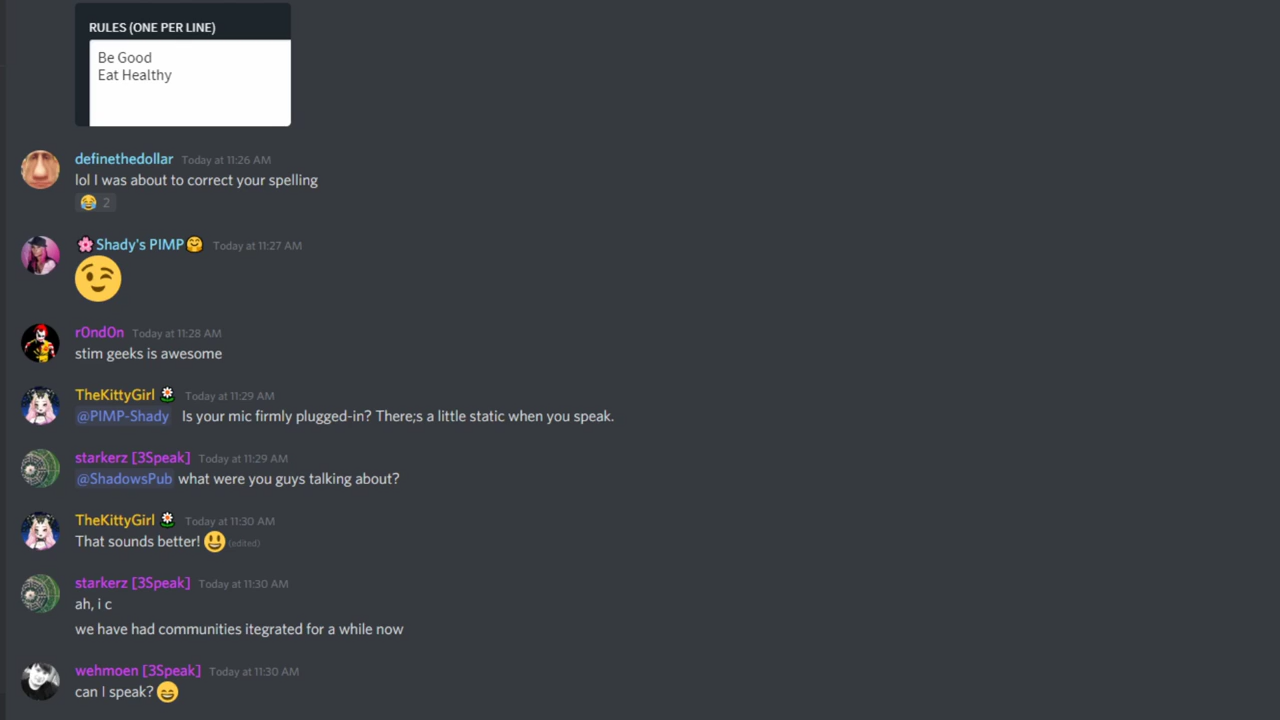 RULES (ONE PER LINE)
Be Good
Eat Healthy
definethedollar Today at 11:26 AM
lol I was about to correct your spelling
😂 2
🌸Shady's PIMP🤗 Today at 11:27 AM
😉
r0nd0n Today at 11:28 AM
stim geeks is awesome
TheKittyGirl Today at 11:29 AM
@PIMP-Shady Is your mic firmly plugged-in? There;s a little static when you speak.
starkerz [3Speak] Today at 11:29 AM
@ShadowsPub what were you guys talking about?
TheKittyGirl Today at 11:30 AM
That sounds better! 😃 (edited)
starkerz [3Speak] Today at 11:30 AM
ah, i c
we have had communities itegrated for a while now
wehmoen [3Speak] Today at 11:30 AM
can I speak? 😄